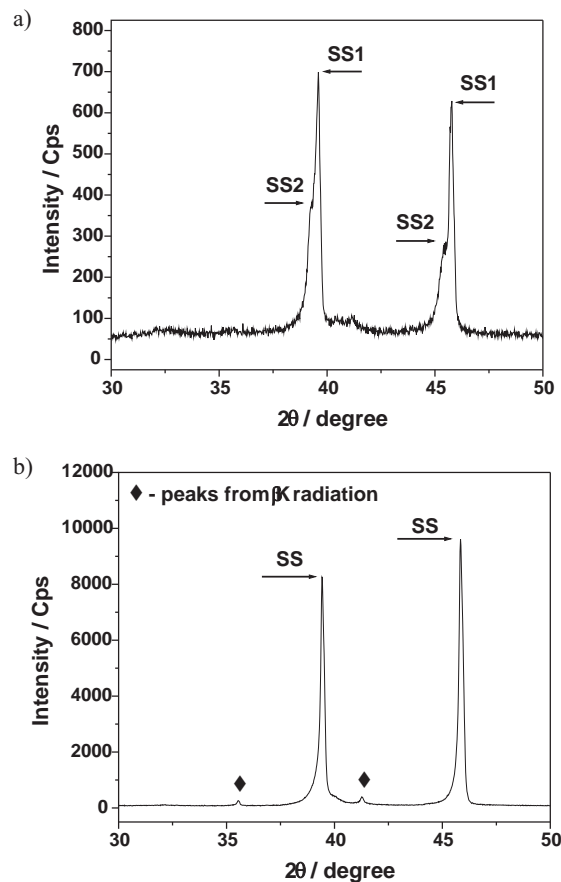 a)
800
700
600
500
400
300
200
100
0
Intensity / Cps
SS1
SS1
SS2
SS2
30
35
40
45
50
2θ / degree
b)
12000
10000
8000
6000
4000
2000
0
Intensity / Cps
♦ - peaks from βK radiation
SS
SS
30
35
40
45
50
2θ / degree